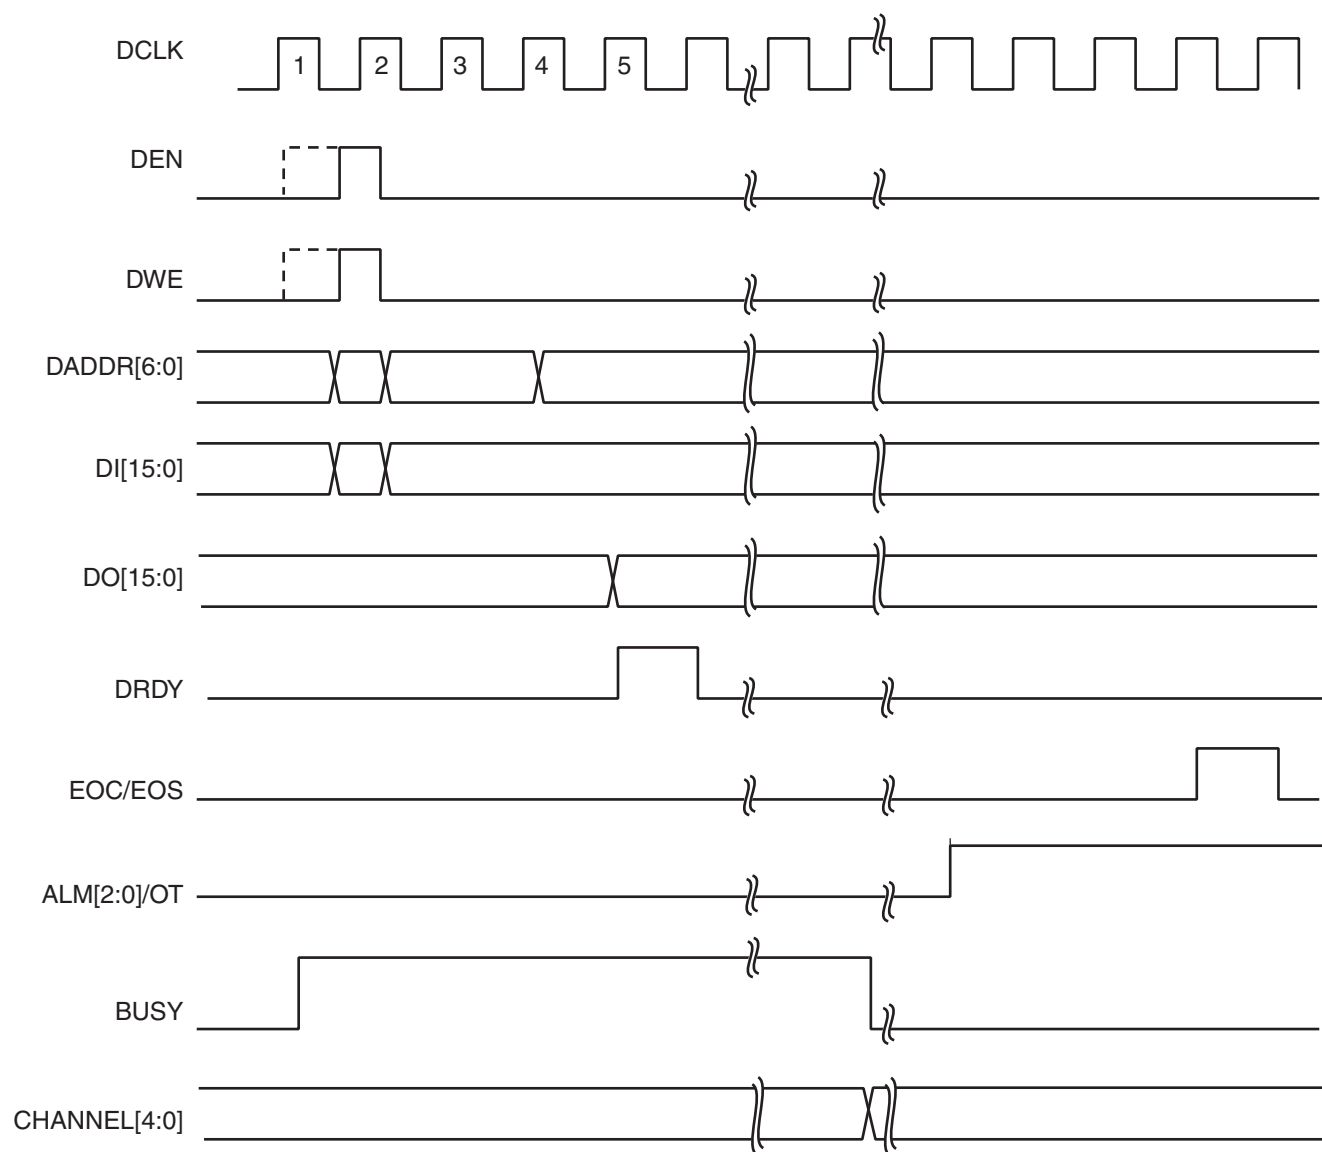 DCLK
1 2 3 4 5
DEN
DWE
DADDR[6:0]
DI[15:0]
DO[15:0]
DRDY
EOC/EOS
ALM[2:0]/OT
BUSY
CHANNEL[4:0]